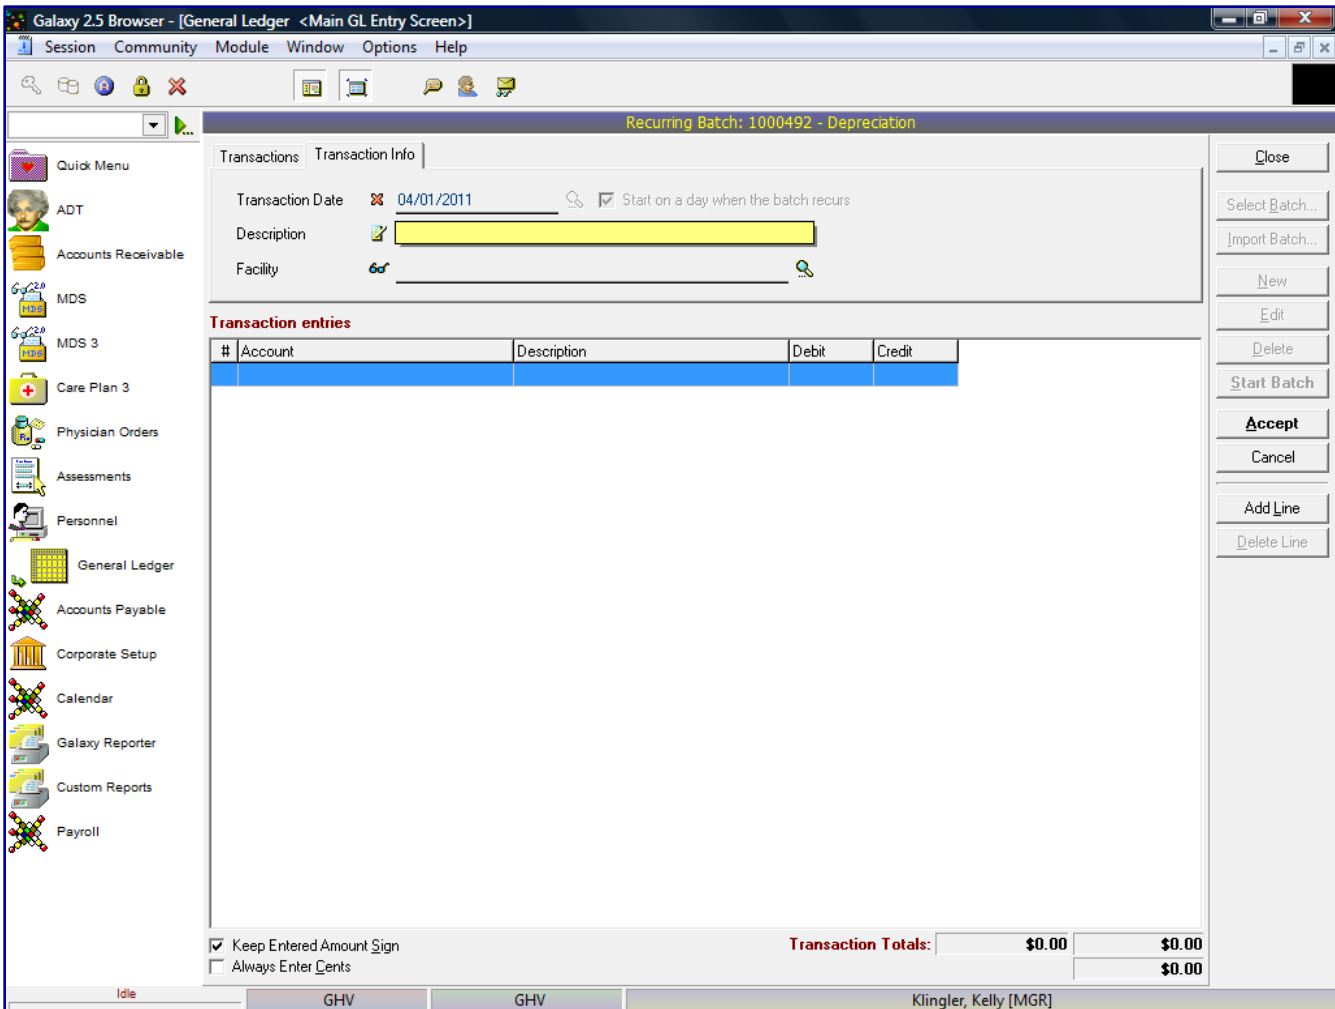 Galaxy 2.5 Browser - [General Ledger <Main GL Entry Screen>]
Session Community Module Window Options Help
Recurring Batch: 1000492 - Depreciation
Quick Menu
ADT
Accounts Receivable
MDS
MDS 3
Care Plan 3
Physician Orders
Assessments
Personnel
General Ledger
Accounts Payable
Corporate Setup
Calendar
Galaxy Reporter
Custom Reports
Payroll
Transactions Transaction Info
Transaction Date 04/01/2011 Start on a day when the batch recurs
Description
Facility
Transaction entries
# Account Description Debit Credit
Keep Entered Amount Sign
Always Enter Cents
Transaction Totals: $0.00 $0.00
$0.00
Close
Select Batch...
Import Batch...
New
Edit
Delete
Start Batch
Accept
Cancel
Add Line
Delete Line
Idle GHV GHV Klingler, Kelly [MGR]